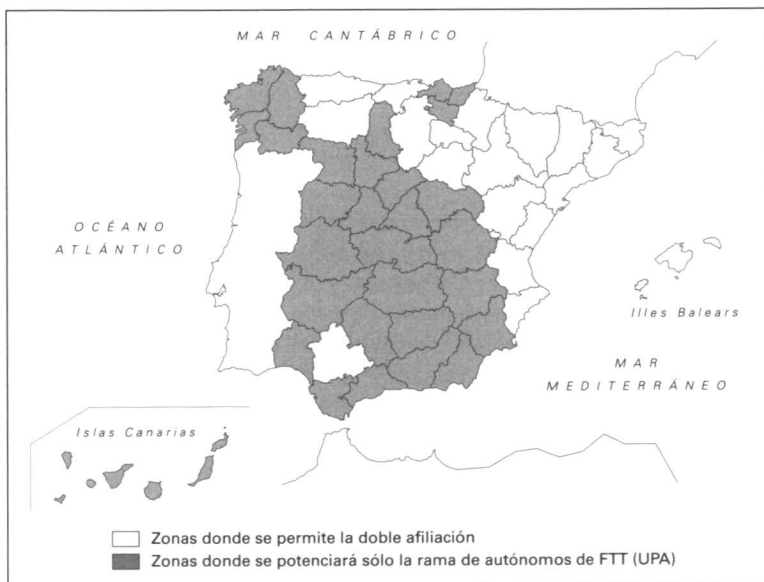 MAR CANTÁBRICO
OCÉANO
ATLÁNTICO
Illes Balears
MAR
MEDITERRÁNEO
Islas Canarias
Zonas donde se permite la doble afiliación
Zonas donde se potenciará sólo la rama de autónomos de FTT (UPA)